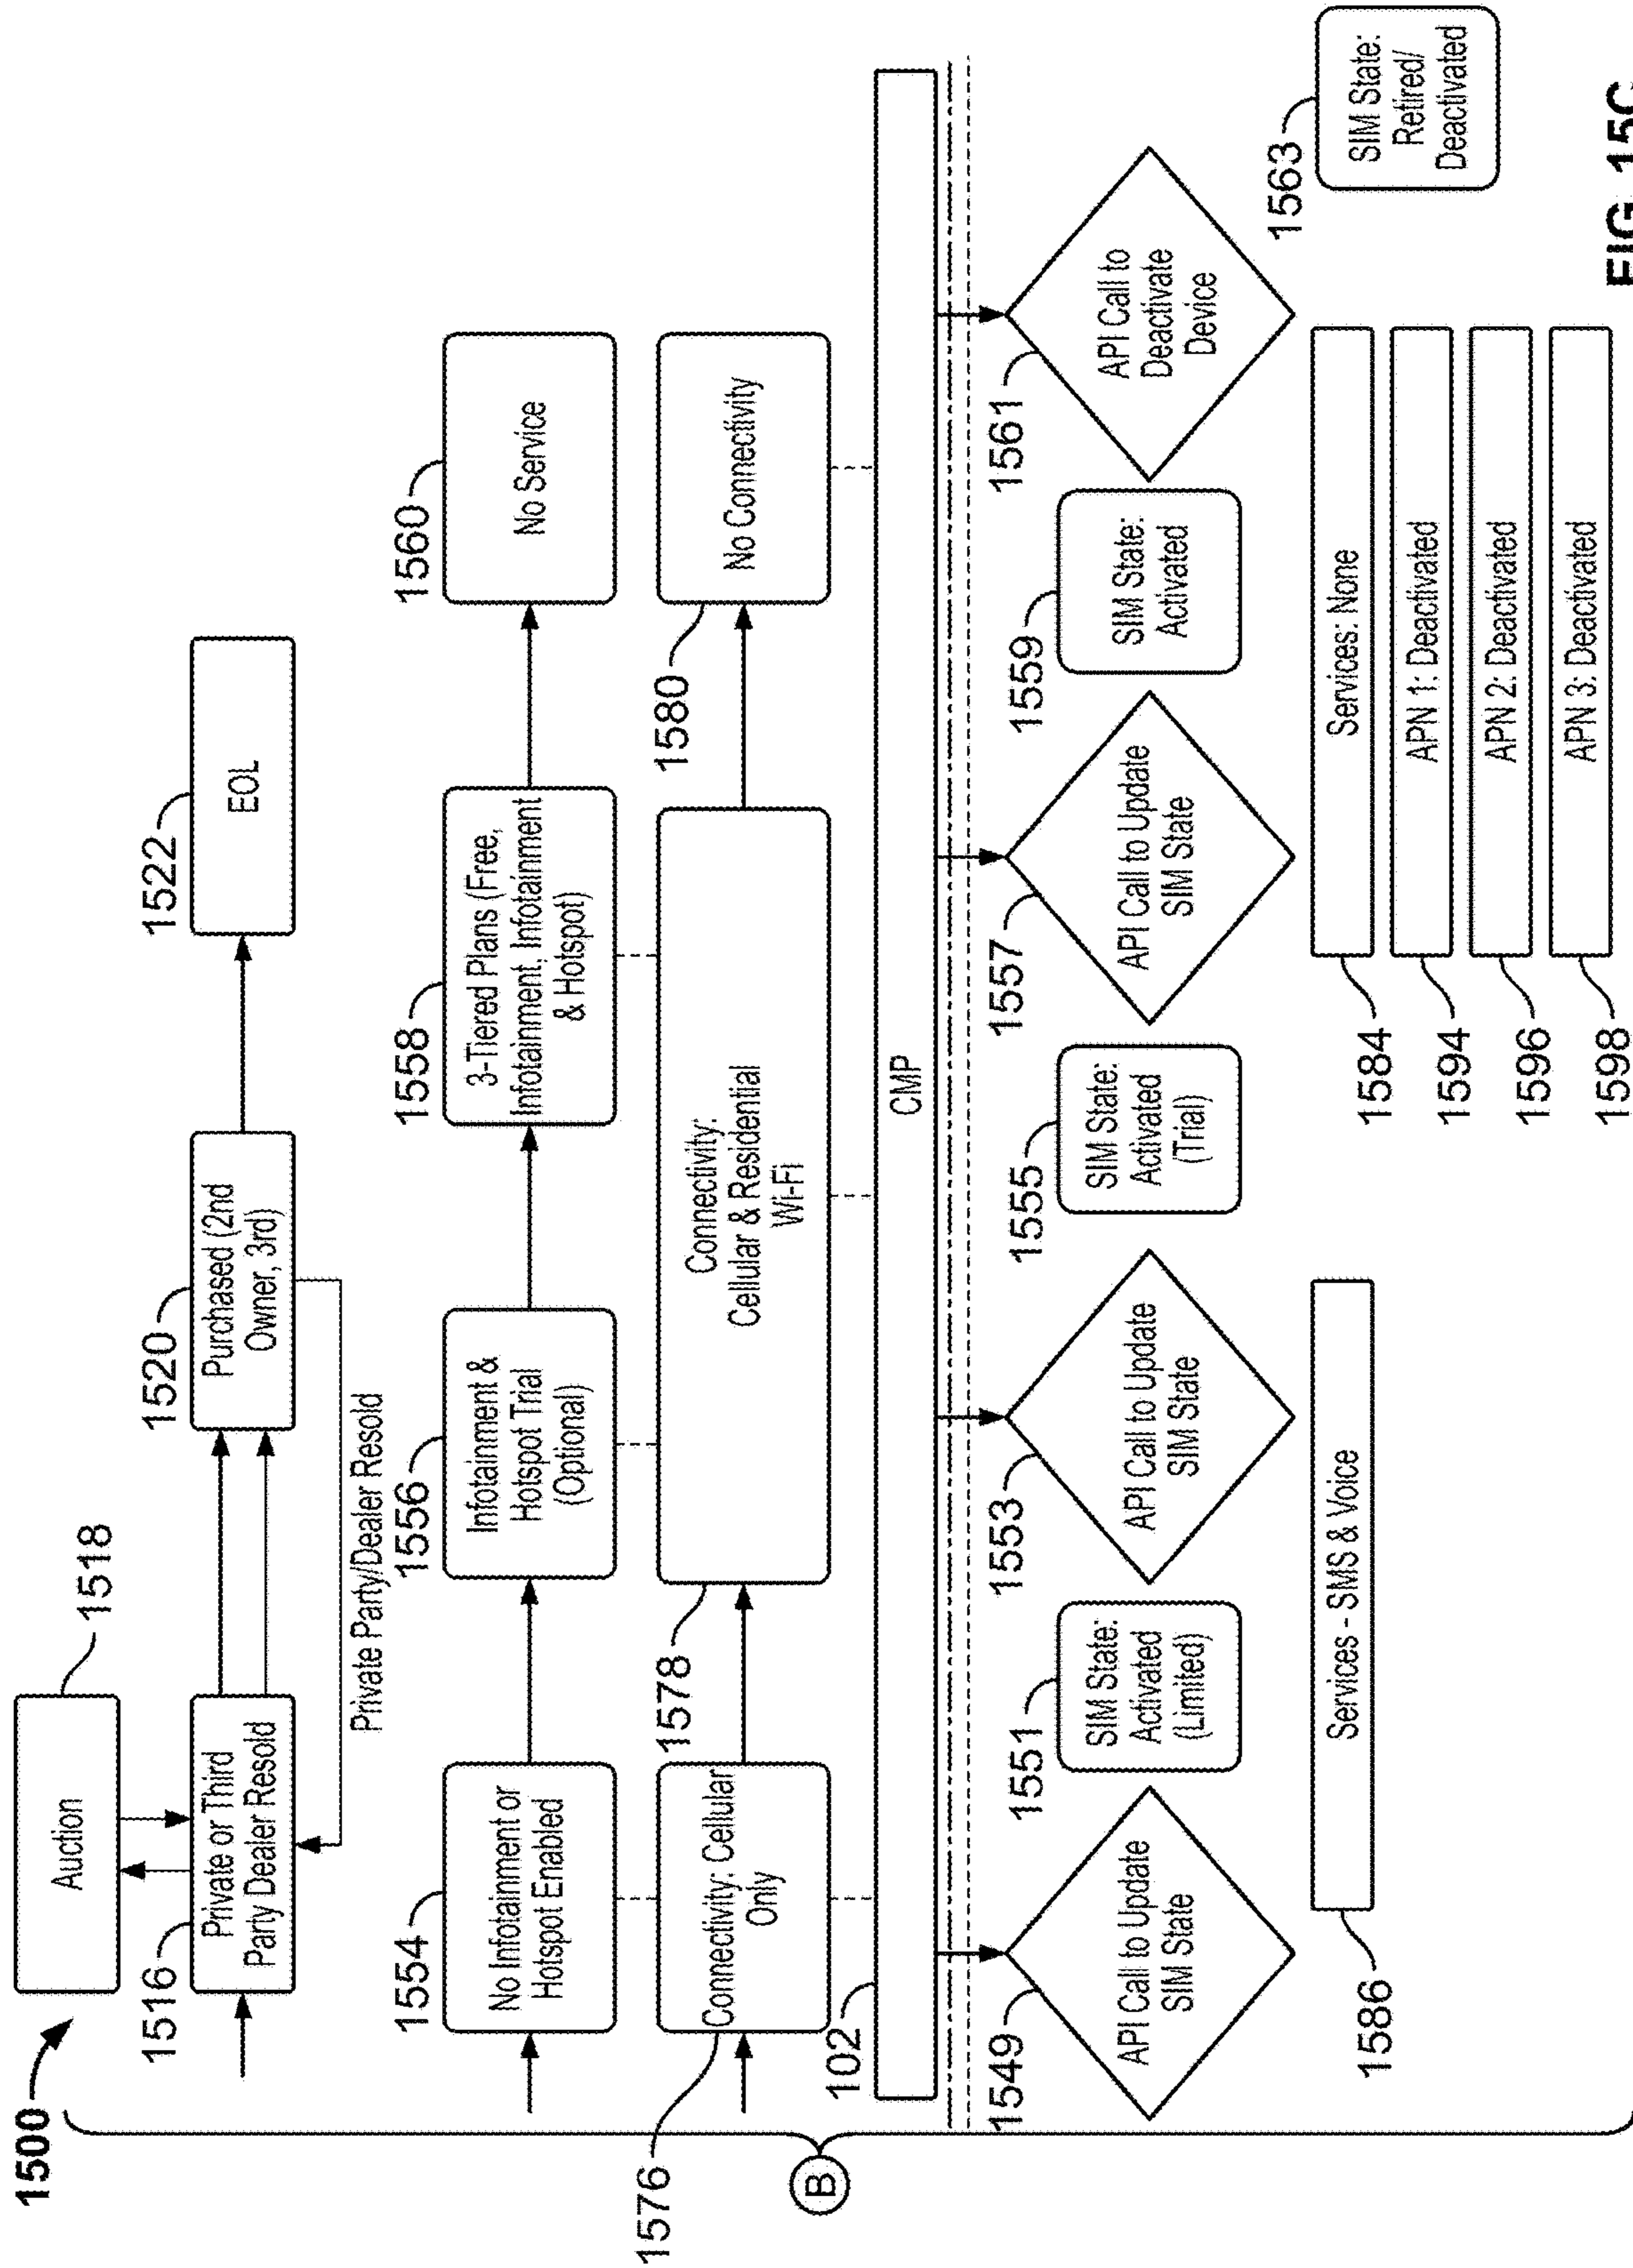 1500
Auction
1518
1516
Private or Third
Party Dealer Resold
1520
Purchased (2nd
Owner, 3rd)
1522
EOL
Private Party/Dealer Resold
1554
No Infotainment or
Hotspot Enabled
1556
Infotainment &
Hotspot Trial
(Optional)
1558
3-Tiered Plans (Free,
Infotainment, Infotainment
& Hotspot)
1560
No Service
1576
Connectivity: Cellular
Only
1578
Connectivity:
Cellular & Residential
Wi-Fi
1580
No Connectivity
B
102
CMP
1549
API Call to Update
SIM State
1551
SIM State:
Activated
(Limited)
1553
API Call to Update
SIM State
1555
SIM State:
Activated
(Trial)
1557
API Call to Update
SIM State
1559
SIM State:
Activated
1561
API Call to
Deactivate
Device
1563
SIM State:
Retired/
Deactivated
1586
Services - SMS & Voice
1584
Services: None
1594
APN 1: Deactivated
1596
APN 2: Deactivated
1598
APN 3: Deactivated
FIG. 15C